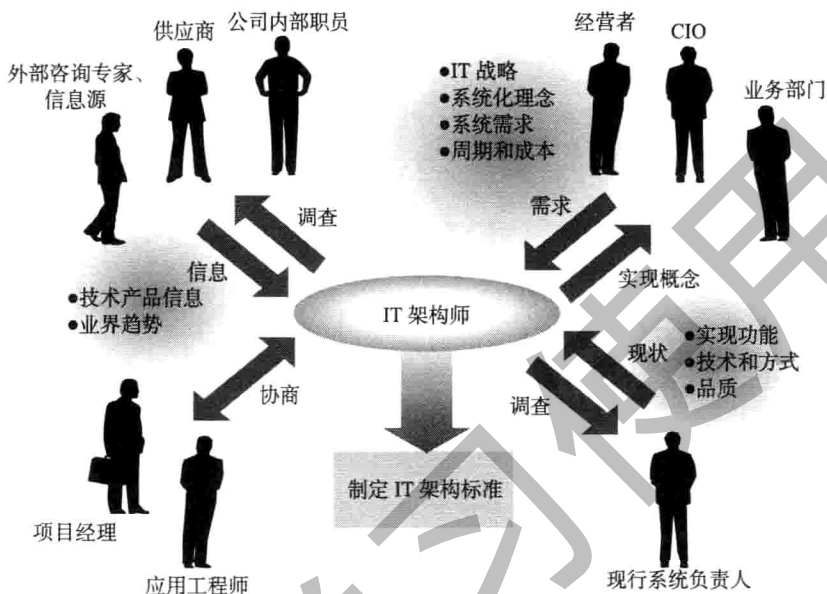 供应商
公司内部职员
外部咨询专家、
信息源
经营者
CIO
业务部门
●IT 战略
●系统化理念
●系统需求
●周期和成本
调查
信息
●技术产品信息
●业界趋势
需求
实现概念
IT 架构师
现状
●实现功能
●技术和方式
●品质
调查
协商
制定 IT 架构标准
项目经理
应用工程师
现行系统负责人
学习使用